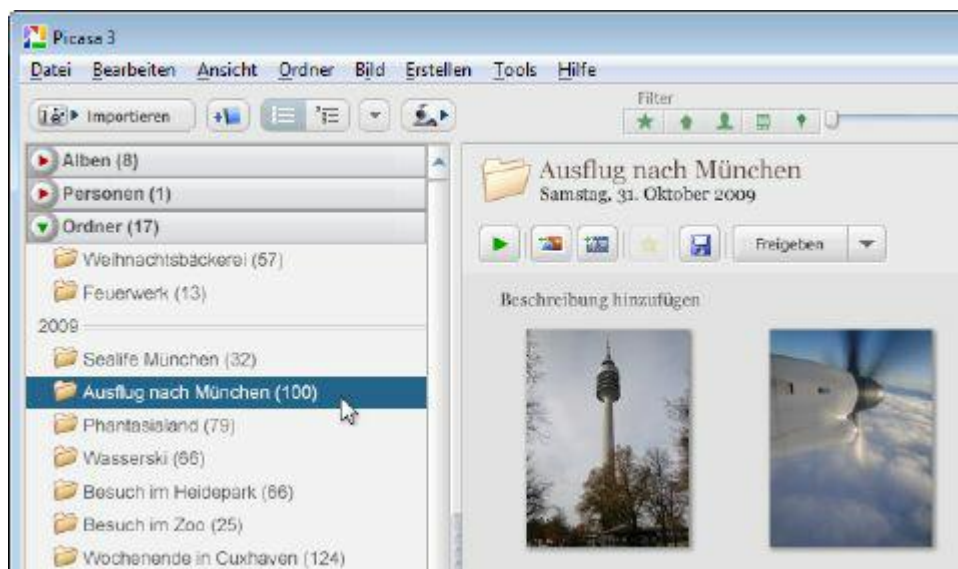 Picasa 3
Datei Bearbeiten Ansicht Ordner Bild Erstellen Tools Hilfe
Importieren
Filter
Alben (8)
Personen (1)
Ordner (17)
Weihnachtsbäckerei (57)
Feuerwerk (13)
2009
Sealife München (32)
Ausflug nach München (100)
Phantasialand (79)
Wasserski (66)
Besuch im Heidepark (66)
Besuch im Zoo (25)
Wochenende in Cuxhaven (124)
Ausflug nach München
Samstag, 31. Oktober 2009
Freigeben
Beschreibung hinzufügen